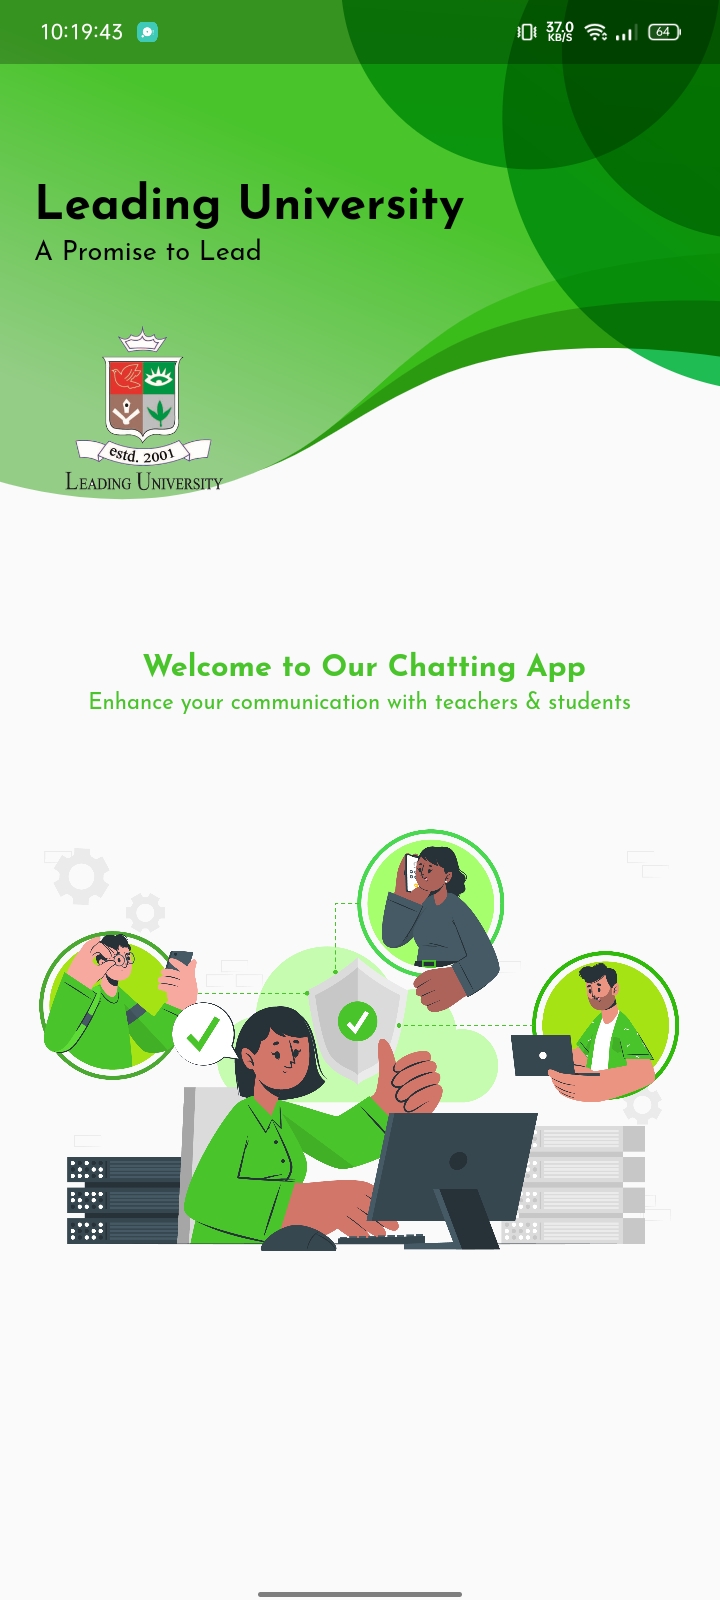 10:19:43
37.0
KB/S
64
Leading University
A Promise to Lead
estd. 2001
LEADING UNIVERSITY
Welcome to Our Chatting App
Enhance your communication with teachers & students